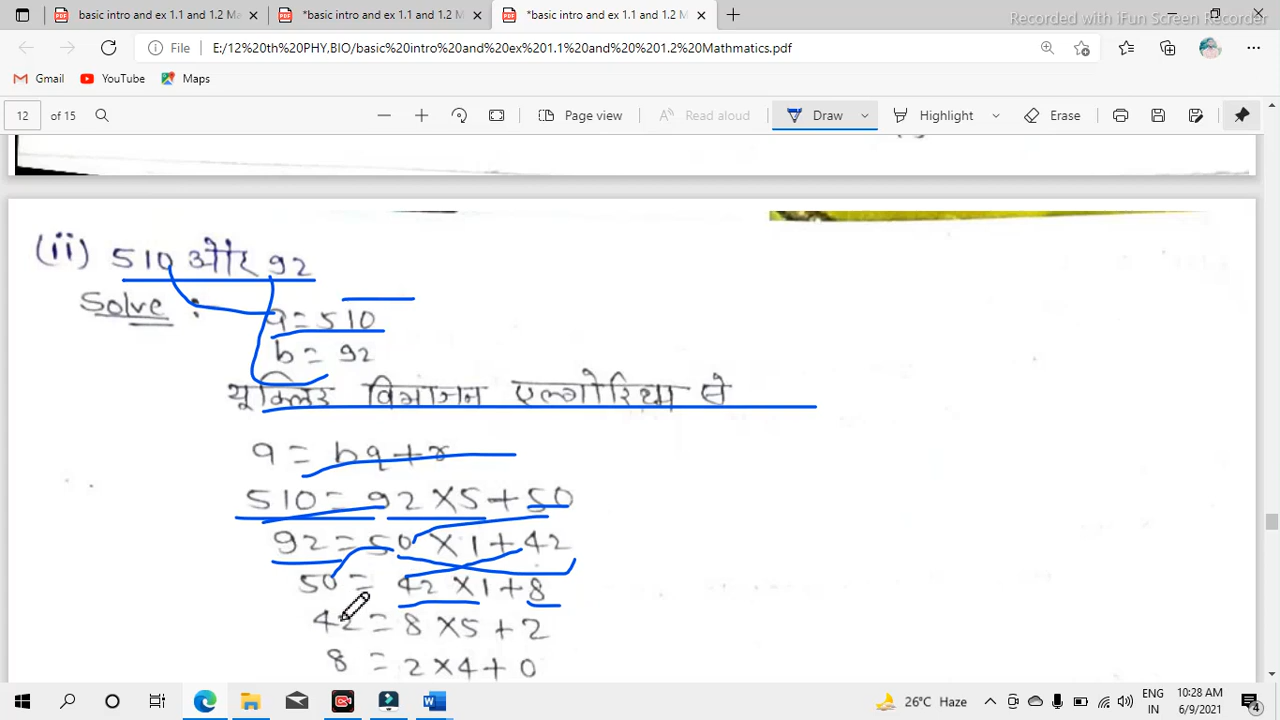 *basic intro and ex 1.1 and 1.2 M
*basic intro and ex 1.1 and 1.2 M
*basic intro and ex 1.1 and 1.2 M
Recorded with iFun Screen Recorder
File E:/12%20th%20PHY,BIO/basic%20intro%20and%20ex%201.1%20and%20%201.2%20Mathmatics.pdf
Gmail YouTube Maps
12 of 15 Page view Read aloud Draw Highlight Erase
(ii) 510 और 92
Solve :
a = 510
b = 92
यूक्लिर विभाजन एल्गोरिथ्म से
a = bq + r
510 = 92 × 5 + 50
92 = 50 × 1 + 42
50 = 42 × 1 + 8
42 = 8 × 5 + 2
8 = 2 × 4 + 0
26°C Haze ENG 10:28 AM
IN 6/9/2021 4